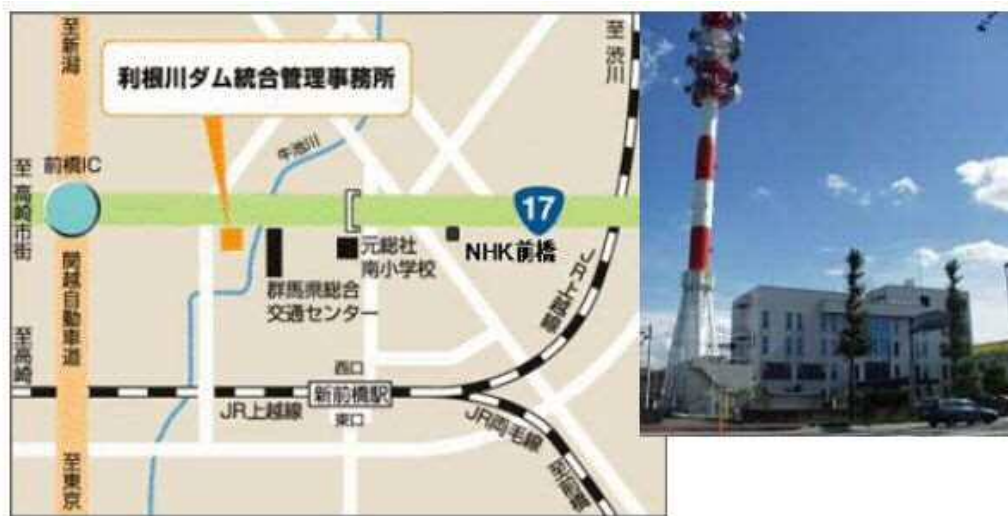 至新潟
利根川ダム統合管理事務所
至渋川
牛池川
前橋IC
至高崎市街
17
元総社
南小学校
NHK前橋
群馬県総合
交通センター
関越自動車道
JR上越線
至高崎
西口
新前橋駅
東口
JR上越線
JR両毛線
至前橋
至東京